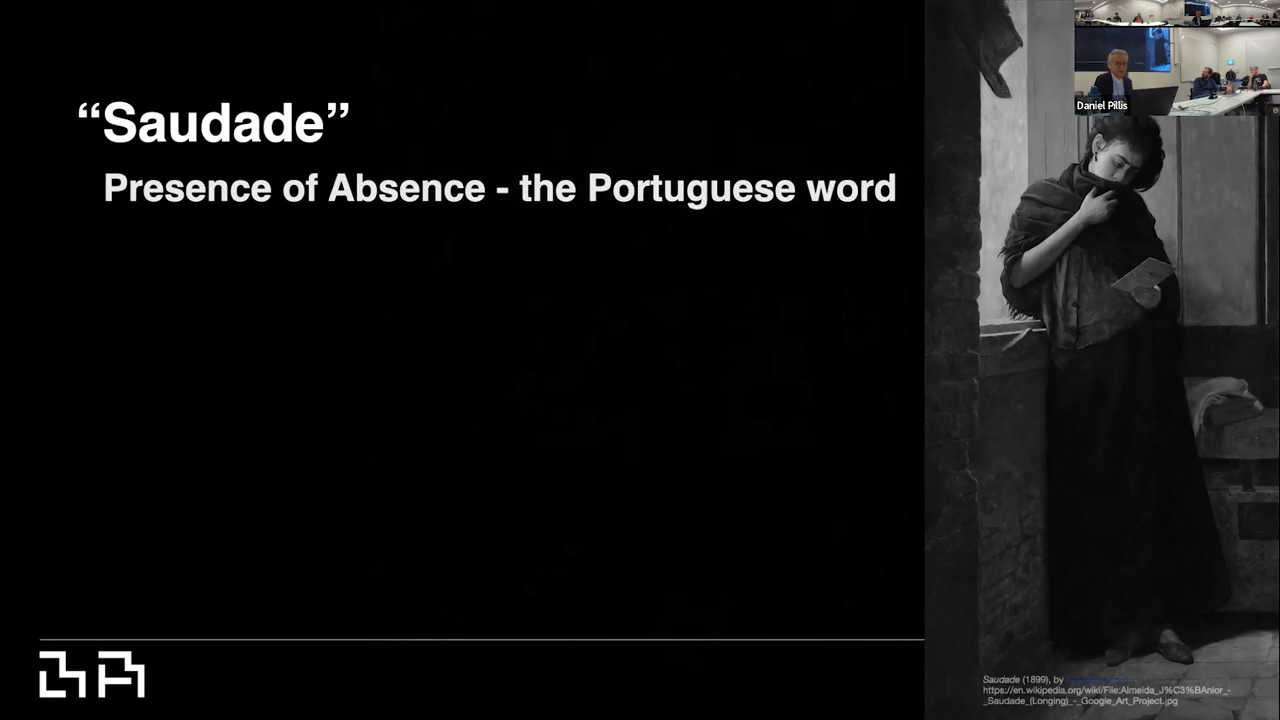 “Saudade”
Presence of Absence - the Portuguese word
Daniel Pillis
Saudade (1899), by
https://en.wikipedia.org/wiki/File:Almeida_J%C3%BAnior_-
_Saudade_(Longing)_-_Google_Art_Project.jpg